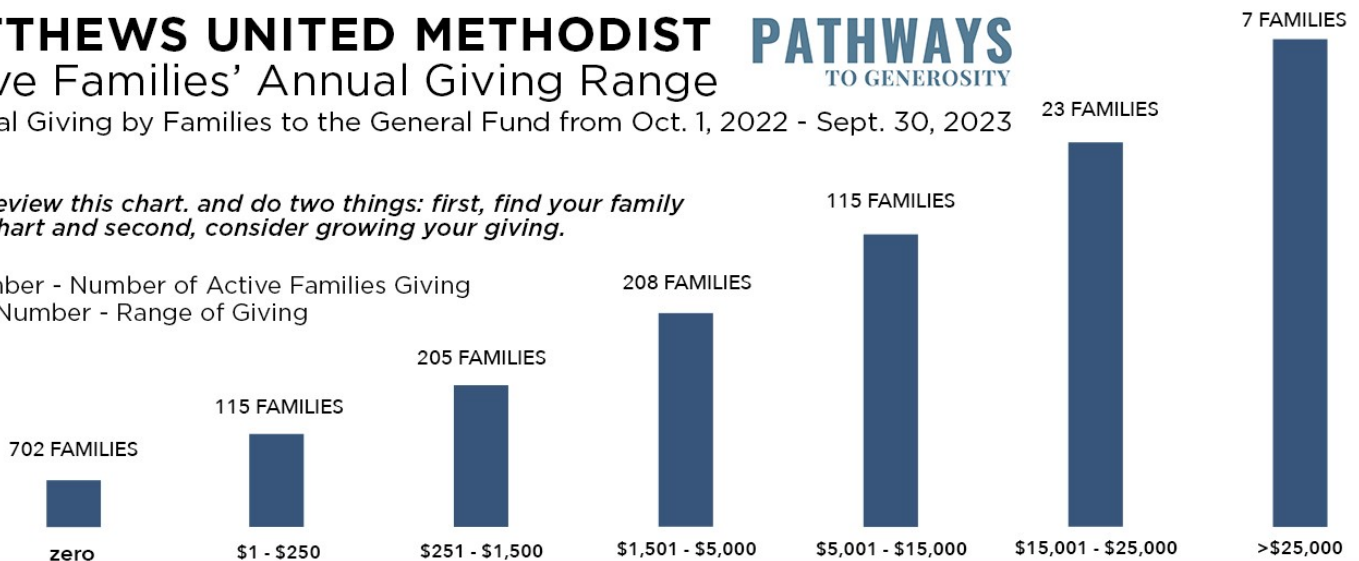 TTHEWS UNITED METHODIST
ve Families' Annual Giving Range
al Giving by Families to the General Fund from Oct. 1, 2022 - Sept. 30, 2023
PATHWAYS
TO GENEROSITY
eview this chart. and do two things: first, find your family
hart and second, consider growing your giving.
mber - Number of Active Families Giving
Number - Range of Giving
702 FAMILIES
115 FAMILIES
205 FAMILIES
208 FAMILIES
115 FAMILIES
23 FAMILIES
7 FAMILIES
zero
$1 - $250
$251 - $1,500
$1,501 - $5,000
$5,001 - $15,000
$15,001 - $25,000
>$25,000